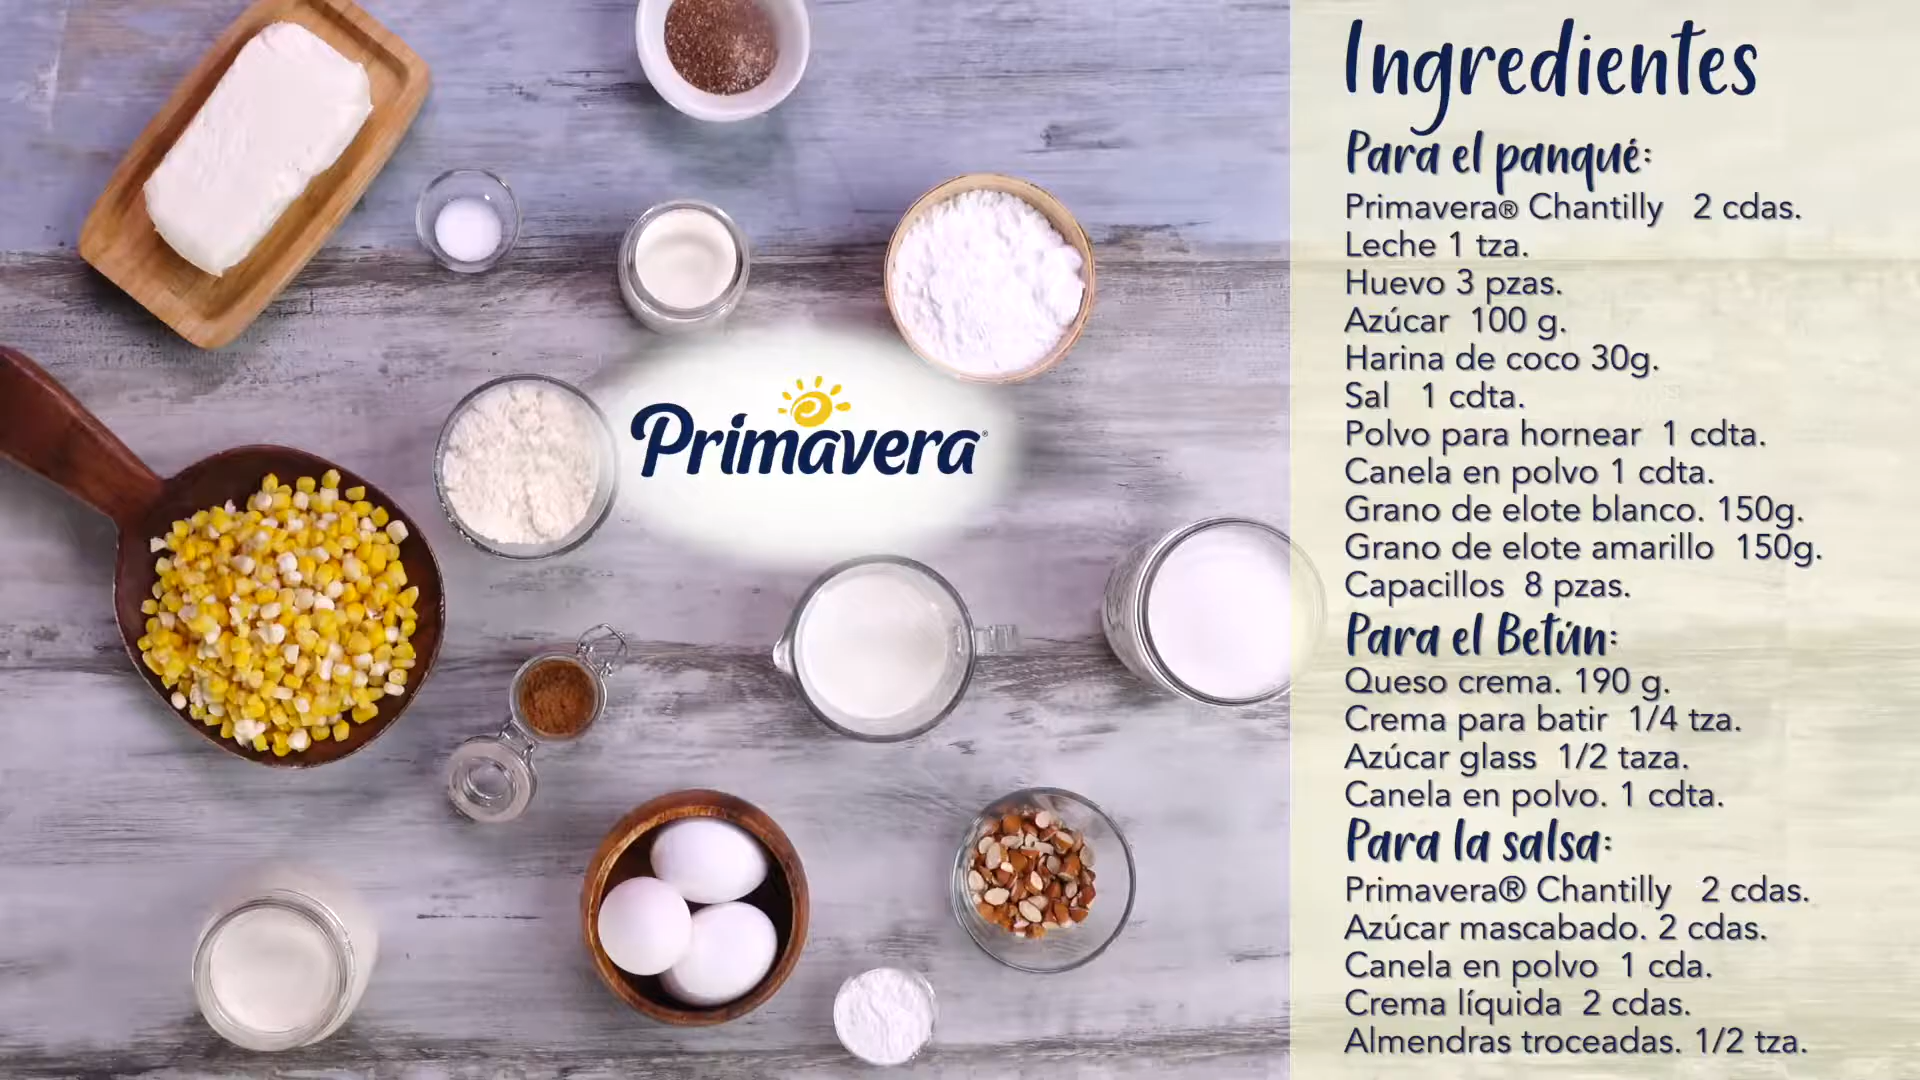 Primavera®
Ingredientes
Para el panqué:
Primavera® Chantilly 2 cdas.
Leche 1 tza.
Huevo 3 pzas.
Azúcar 100 g.
Harina de coco 30g.
Sal 1 cdta.
Polvo para hornear 1 cdta.
Canela en polvo 1 cdta.
Grano de elote blanco. 150g.
Grano de elote amarillo 150g.
Capacillos 8 pzas.
Para el Betún:
Queso crema. 190 g.
Crema para batir 1/4 tza.
Azúcar glass 1/2 taza.
Canela en polvo. 1 cdta.
Para la salsa:
Primavera® Chantilly 2 cdas.
Azúcar mascabado. 2 cdas.
Canela en polvo 1 cda.
Crema líquida 2 cdas.
Almendras troceadas. 1/2 tza.